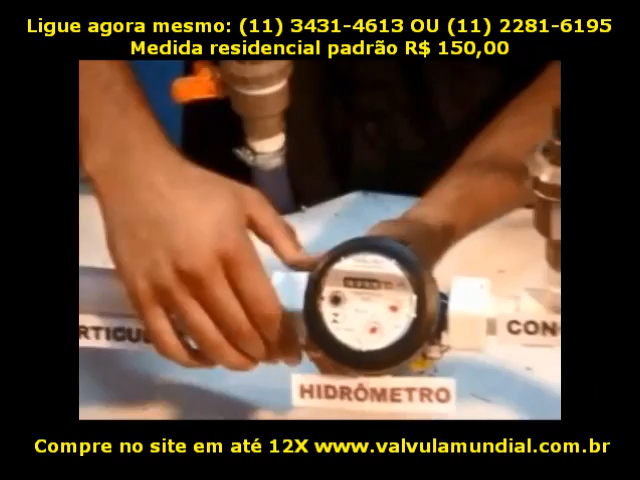 Ligue agora mesmo: (11) 3431-4613 OU (11) 2281-6195
Medida residencial padrão R$ 150,00
RTICU
CON
HIDRÔMETRO
Compre no site em até 12X www.valvulamundial.com.br